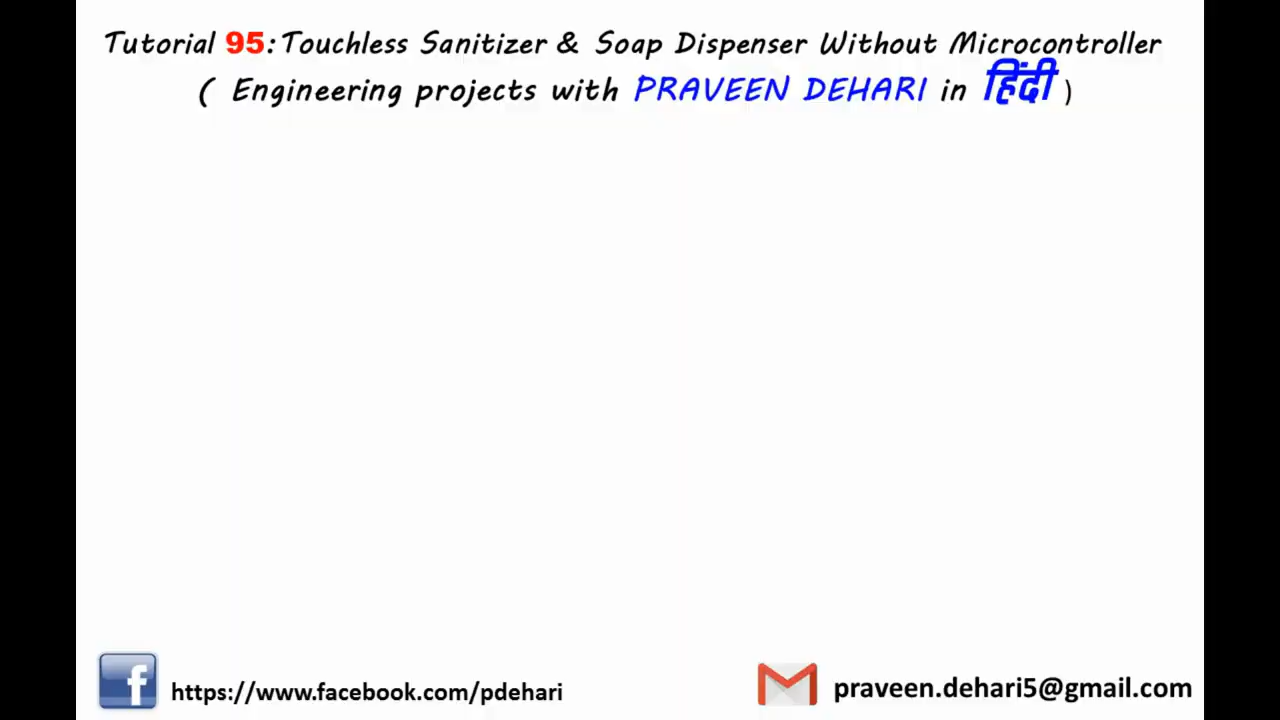 Tutorial 95:Touchless Sanitizer & Soap Dispenser Without Microcontroller
( Engineering projects with PRAVEEN DEHARI in हिंदी )
https://www.facebook.com/pdehari
praveen.dehari5@gmail.com